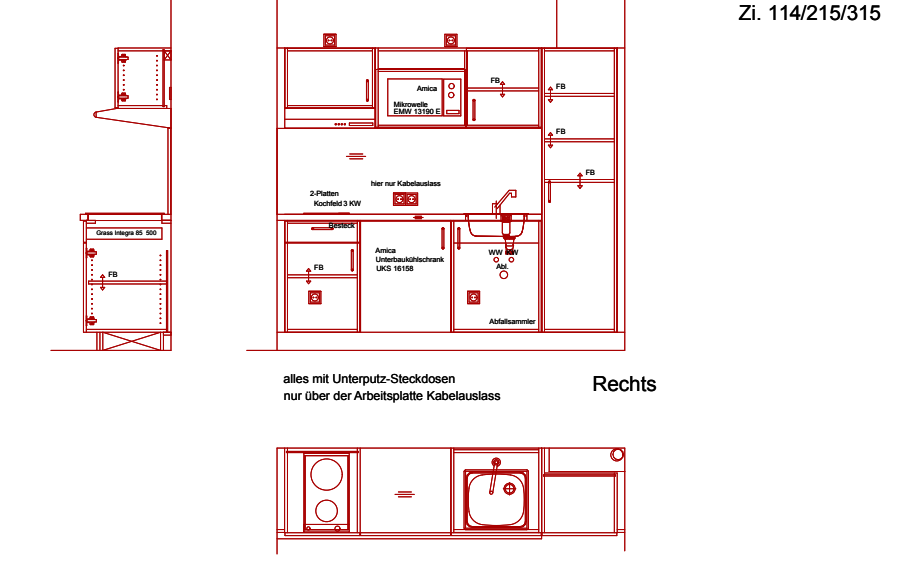 Zi. 114/215/315
Amica
Mikrowelle
EMW 13190 E
FB
FB
FB
FB
hier nur Kabelauslass
2-Platten
Kochfeld 3 KW
Besteck
Grass Integra 85 500
FB
FB
Amica
Unterbaukühlschrank
UKS 16158
WW KW
Abl.
Abfallsammler
alles mit Unterputz-Steckdosen
nur über der Arbeitsplatte Kabelauslass
Rechts